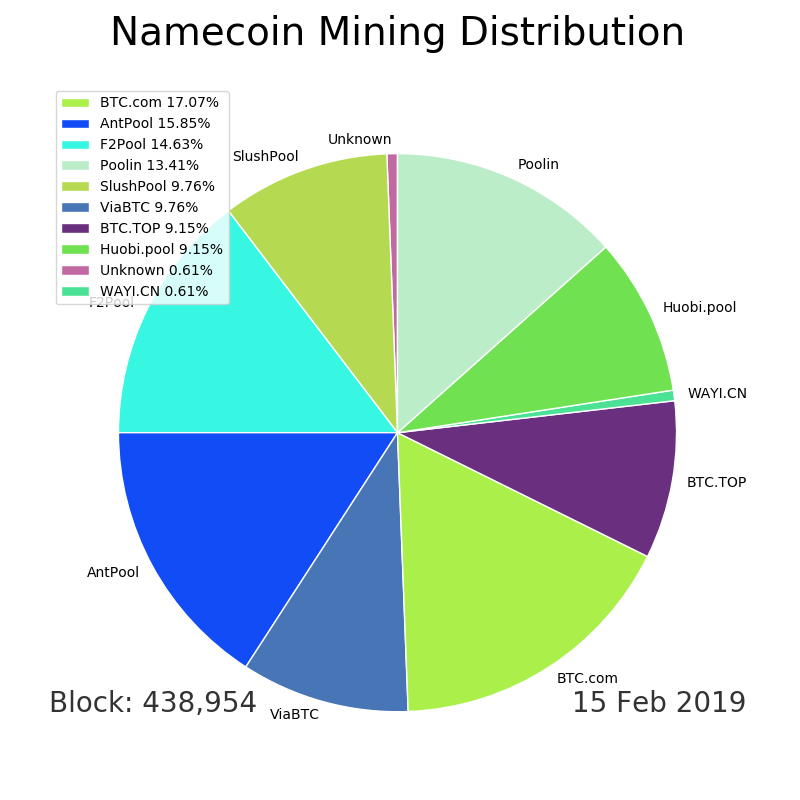 Namecoin Mining Distribution
BTC.com 17.07%
AntPool 15.85%
F2Pool 14.63%
Poolin 13.41%
SlushPool 9.76%
ViaBTC 9.76%
BTC.TOP 9.15%
Huobi.pool 9.15%
Unknown 0.61%
WAYI.CN 0.61%
Unknown
SlushPool
Poolin
F2Pool
Huobi.pool
WAYI.CN
BTC.TOP
AntPool
BTC.com
ViaBTC
Block: 438,954
15 Feb 2019